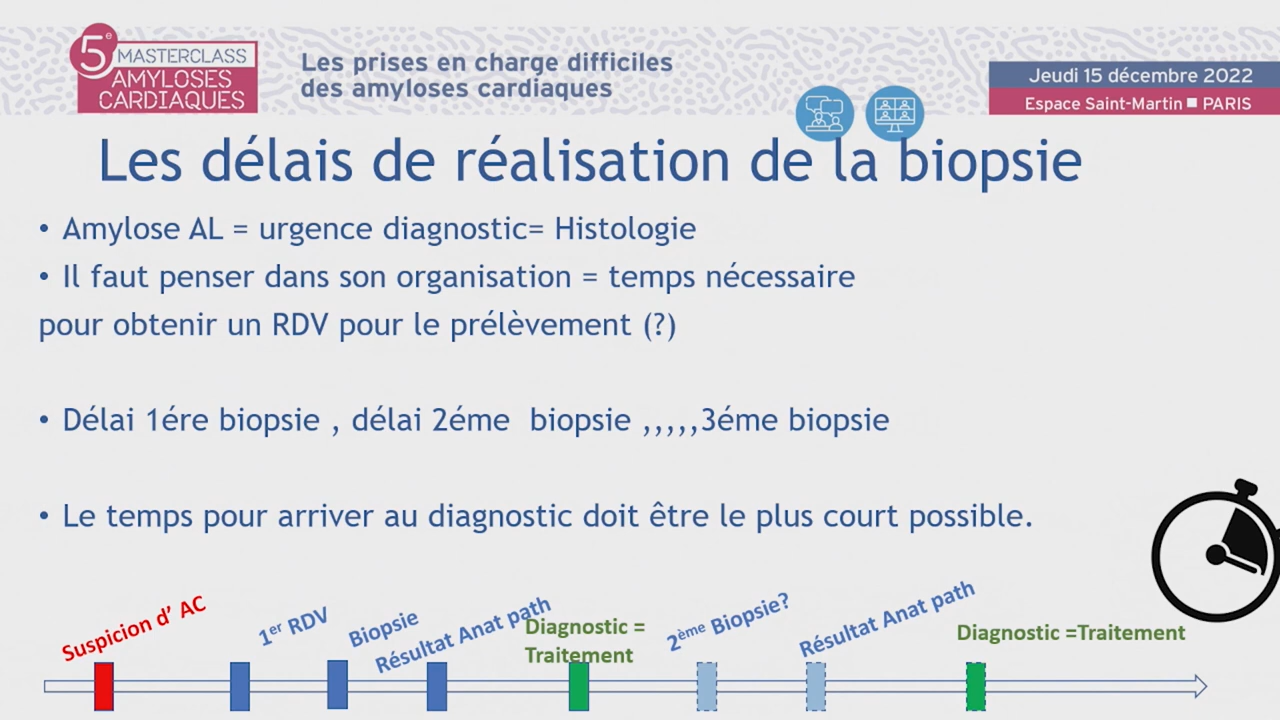 5e
MASTERCLASS
AMYLOSES
CARDIAQUES
Les prises en charge difficiles
des amyloses cardiaques
Jeudi 15 décembre 2022
Espace Saint-Martin ■ PARIS
Les délais de réalisation de la biopsie
• Amylose AL = urgence diagnostic= Histologie
• Il faut penser dans son organisation = temps nécessaire
pour obtenir un RDV pour le prélèvement (?)
• Délai 1ére biopsie , délai 2éme biopsie ,,,,,3éme biopsie
• Le temps pour arriver au diagnostic doit être le plus court possible.
Suspicion d' AC
1er RDV
Biopsie
Résultat Anat path
Diagnostic =
Traitement
2ème Biopsie?
Résultat Anat path
Diagnostic =Traitement